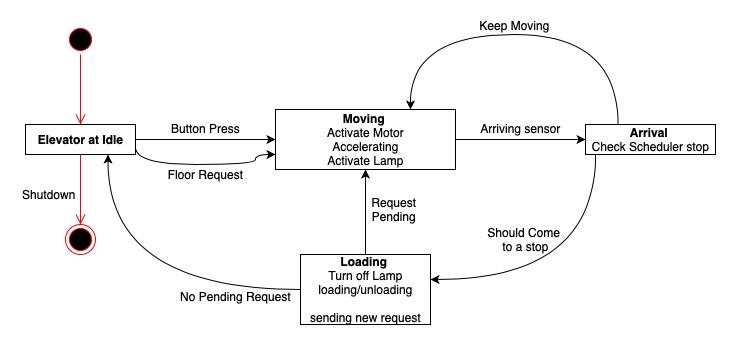 Keep Moving
Moving
Activate Motor
Accelerating
Activate Lamp
Button Press
Arriving sensor
Elevator at Idle
Arrival
Check Scheduler stop
Floor Request
Shutdown
Request
Pending
Should Come
to a stop
Loading
Turn off Lamp
loading/unloading
sending new request
No Pending Request